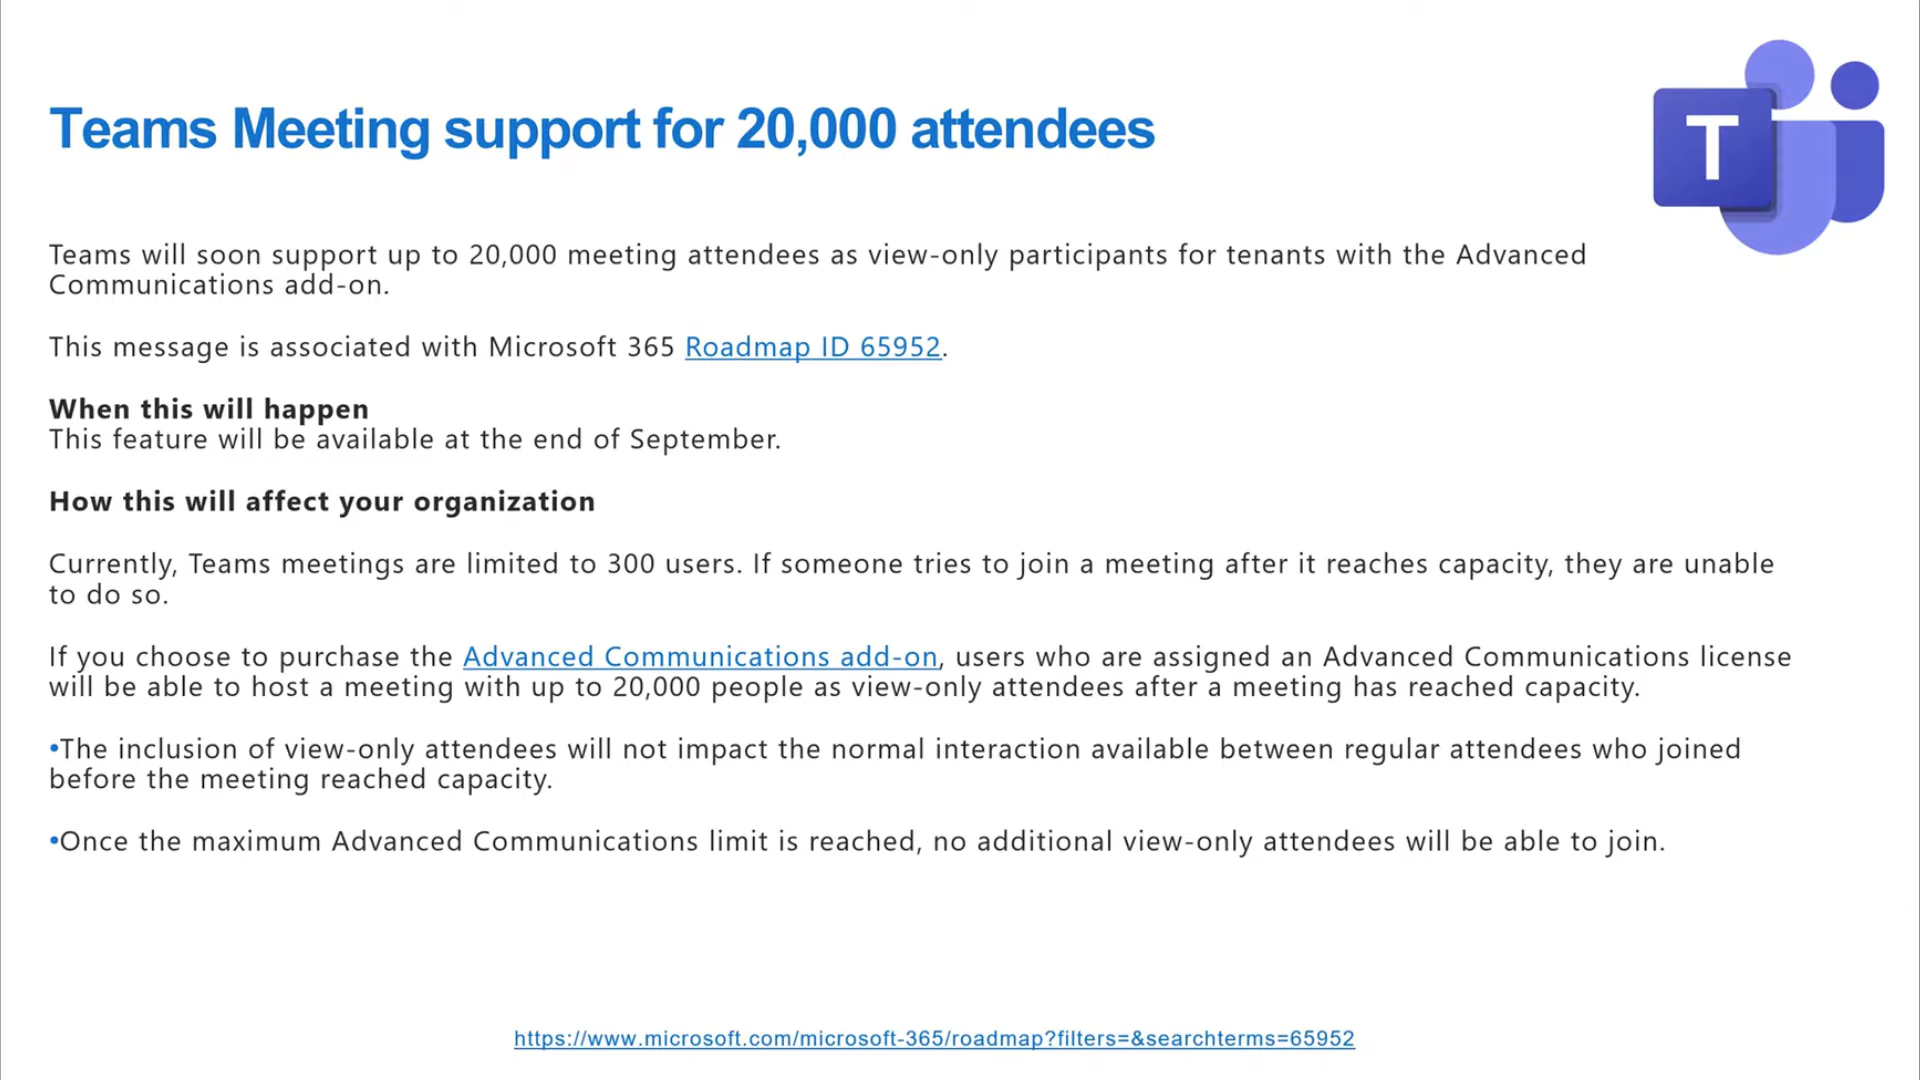 Teams Meeting support for 20,000 attendees
T
Teams will soon support up to 20,000 meeting attendees as view-only participants for tenants with the Advanced
Communications add-on.
This message is associated with Microsoft 365 Roadmap ID 65952.
When this will happen
This feature will be available at the end of September.
How this will affect your organization
Currently, Teams meetings are limited to 300 users. If someone tries to join a meeting after it reaches capacity, they are unable
to do so.
If you choose to purchase the Advanced Communications add-on, users who are assigned an Advanced Communications license
will be able to host a meeting with up to 20,000 people as view-only attendees after a meeting has reached capacity.
•The inclusion of view-only attendees will not impact the normal interaction available between regular attendees who joined
before the meeting reached capacity.
•Once the maximum Advanced Communications limit is reached, no additional view-only attendees will be able to join.
https://www.microsoft.com/microsoft-365/roadmap?filters=&searchterms=65952